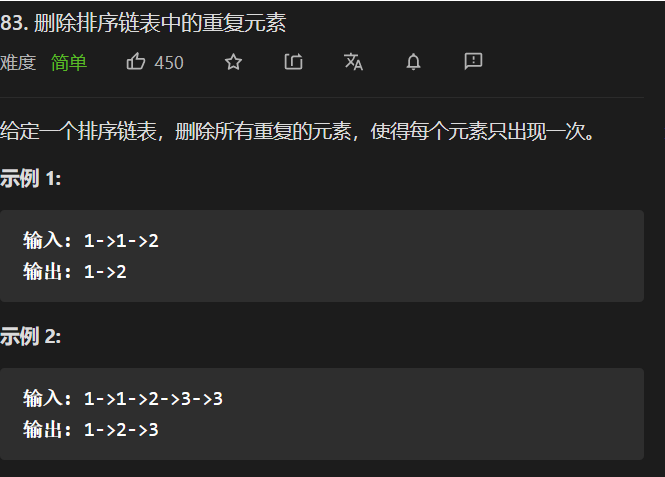 83. 删除排序链表中的重复元素
难度 简单 450
给定一个排序链表，删除所有重复的元素，使得每个元素只出现一次。
示例 1:
输入: 1->1->2
输出: 1->2
示例 2:
输入: 1->1->2->3->3
输出: 1->2->3